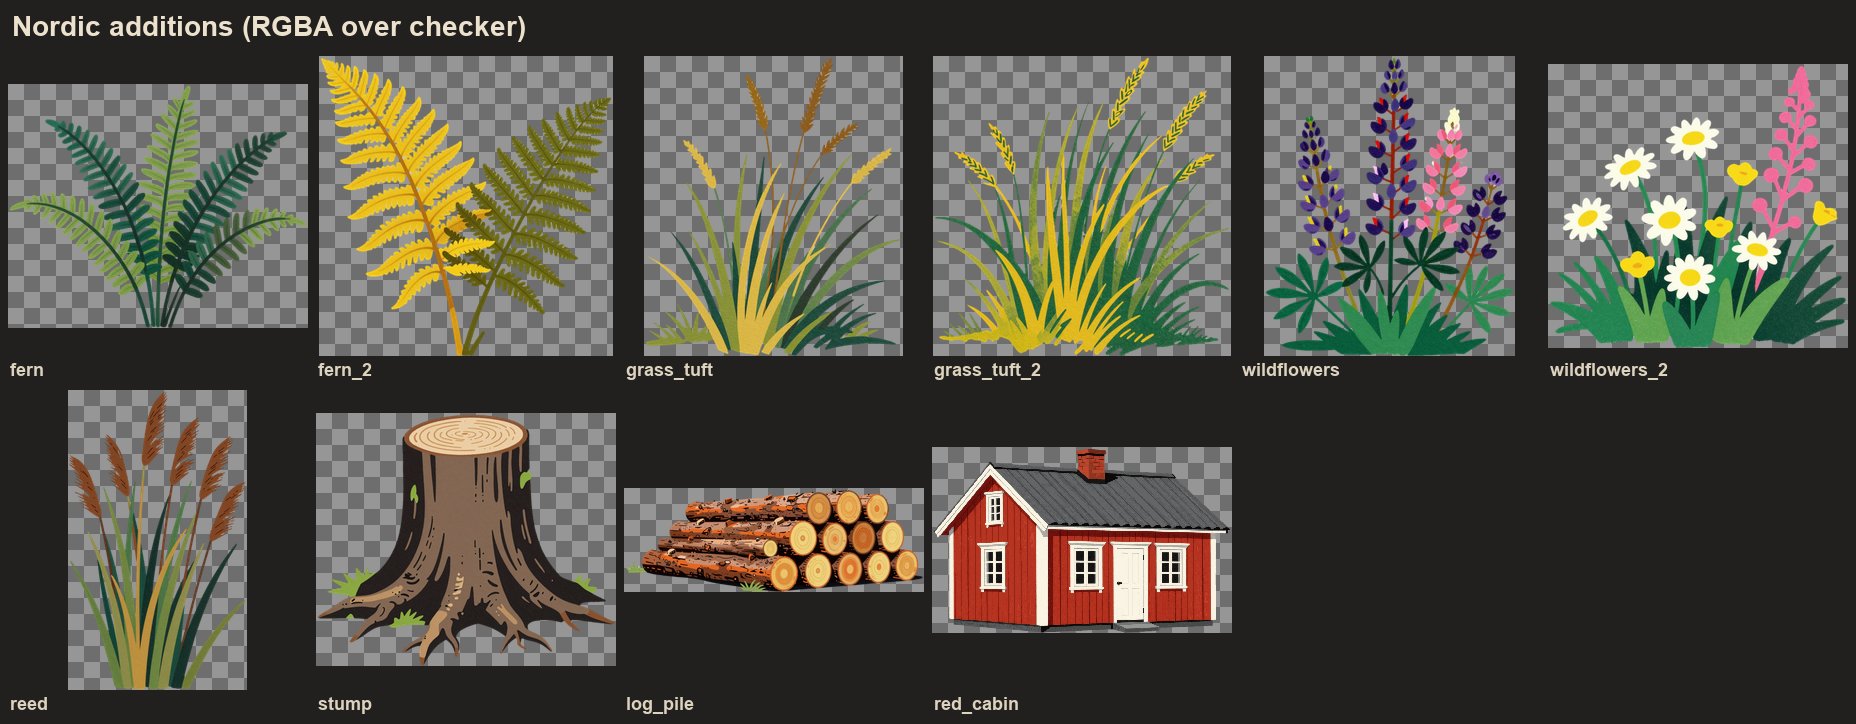 Nordic additions (RGBA over checker)
fern
fern_2
grass_tuft
grass_tuft_2
wildflowers
wildflowers_2
reed
stump
log_pile
red_cabin